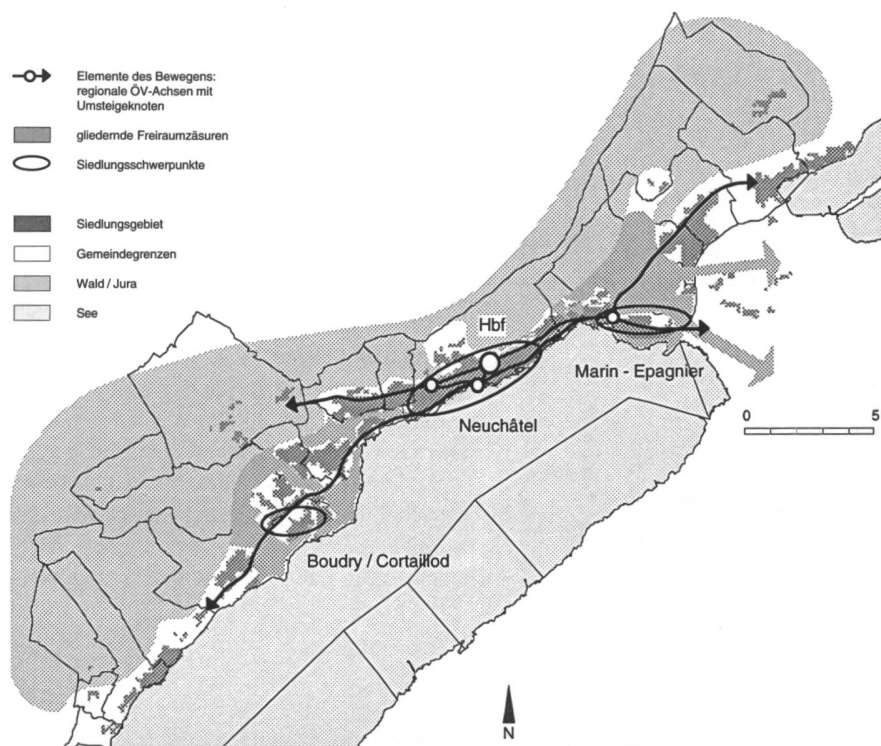 Elemente des Bewegens:
regionale ÖV-Achsen mit
Umsteigeknoten
gliedernde Freiraumzäsuren
Siedlungsschwerpunkte
Siedlungsgebiet
Gemeindegrenzen
Wald / Jura
See
Hbf
Marin - Epagnier
Neuchâtel
0 5
Boudry / Cortaillod
N